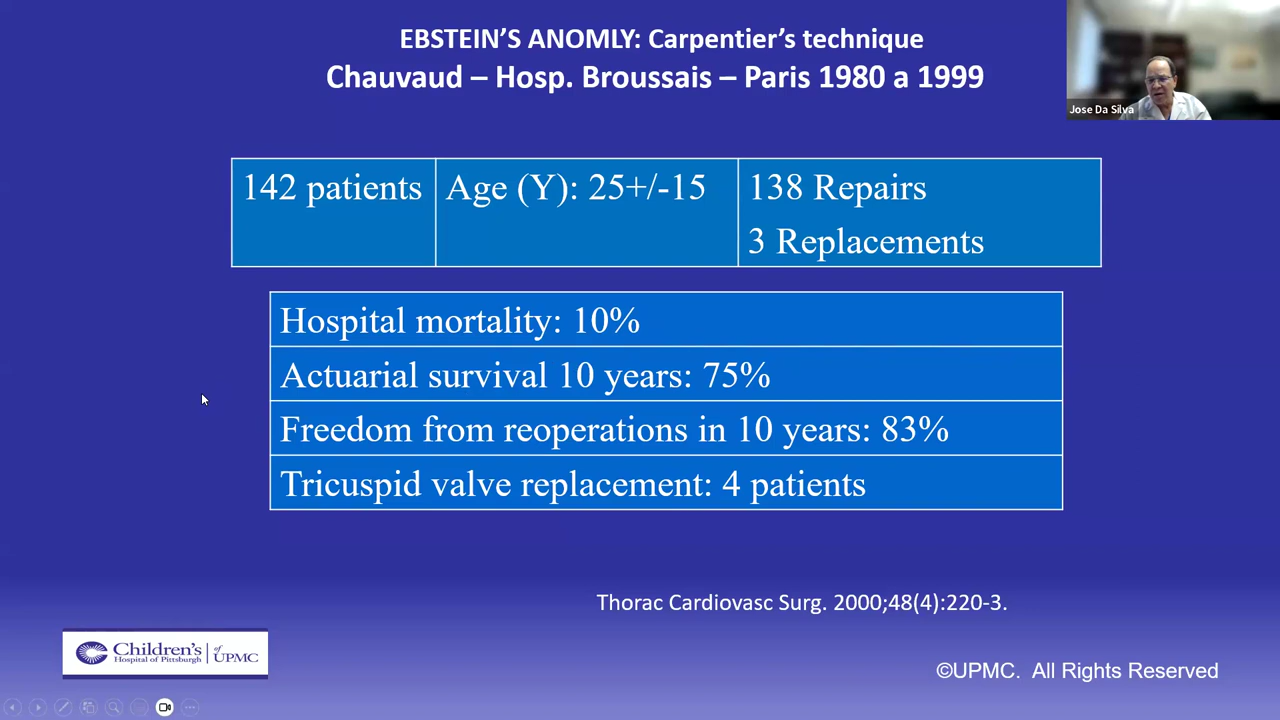 EBSTEIN'S ANOMLY: Carpentier's technique
Chauvaud – Hosp. Broussais – Paris 1980 a 1999
Jose Da Silva
142 patients
Age (Y): 25+/-15
138 Repairs
3 Replacements
Hospital mortality: 10%
Actuarial survival 10 years: 75%
Freedom from reoperations in 10 years: 83%
Tricuspid valve replacement: 4 patients
Thorac Cardiovasc Surg. 2000;48(4):220-3.
Children's
Hospital of Pittsburgh
of
UPMC
©UPMC. All Rights Reserved